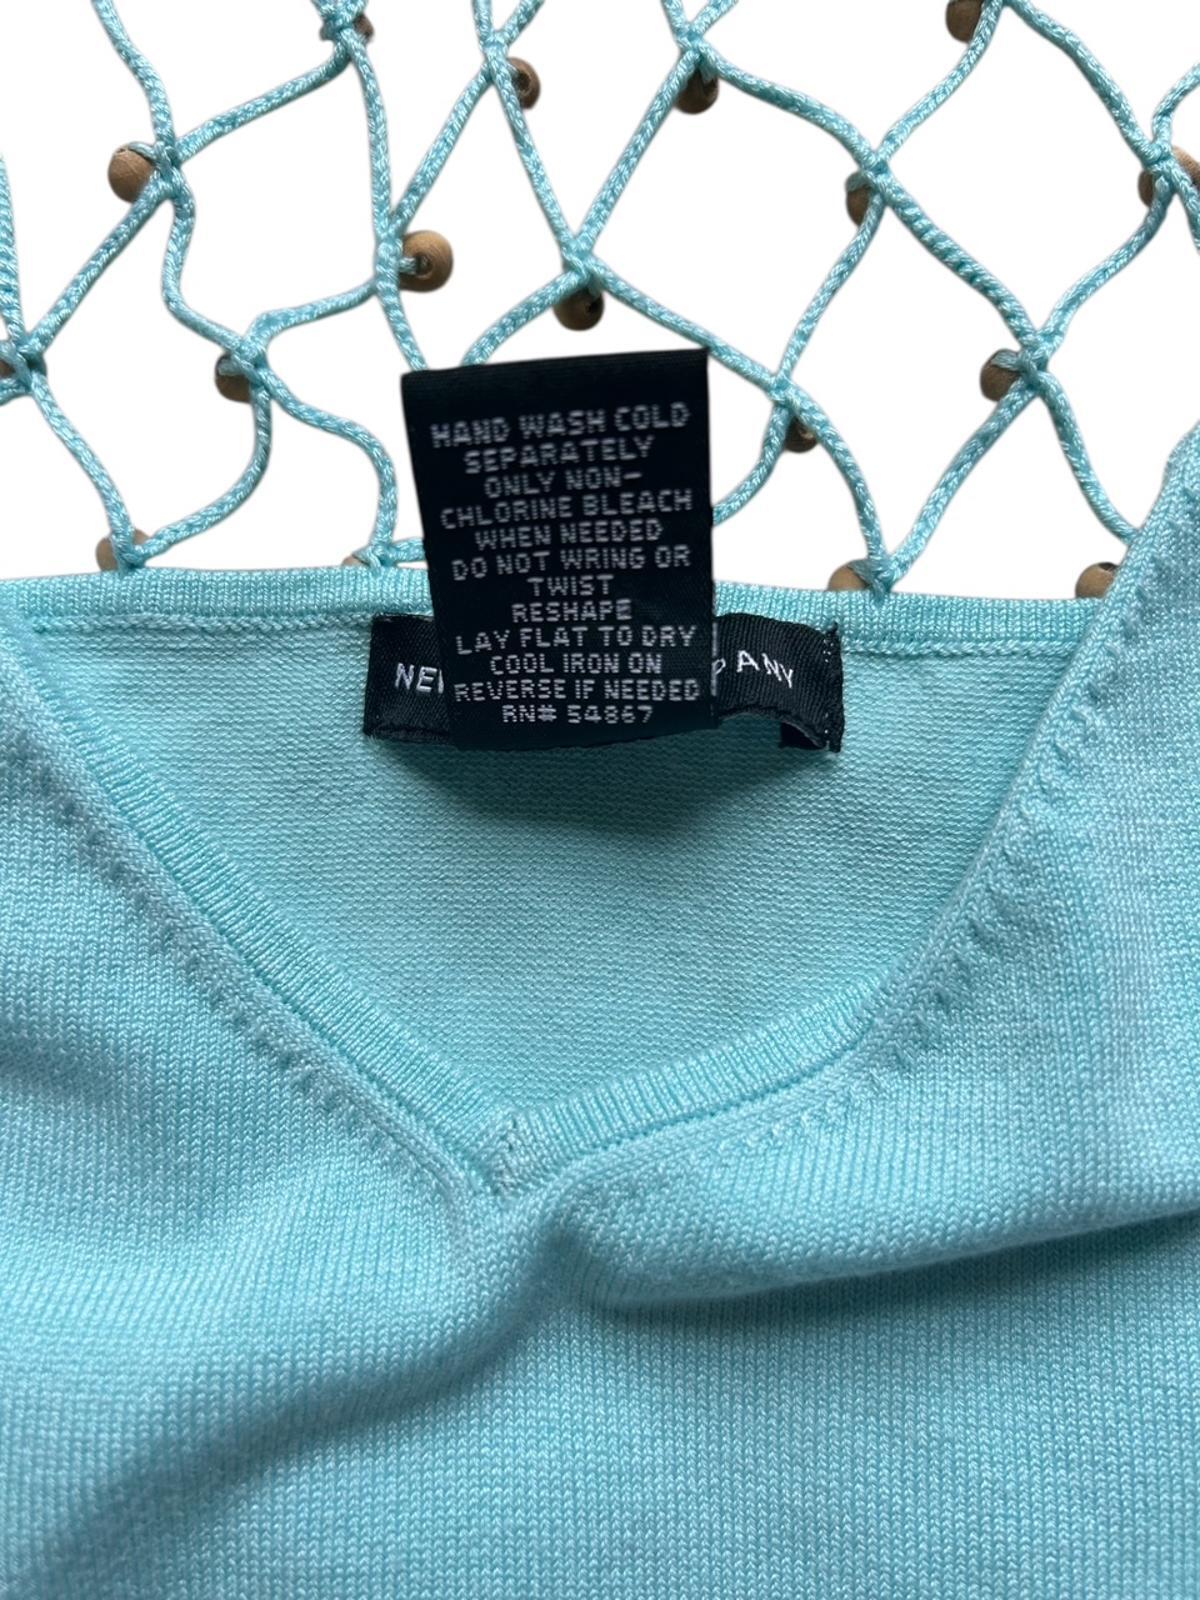 HAND WASH COLD
SEPARATELY
ONLY NON-
CHLORINE BLEACH
WHEN NEEDED
DO NOT WRING OR
TWIST
RESHAPE
LAY FLAT TO DRY
COOL IRON ON
REVERSE IF NEEDED
RN# 54867